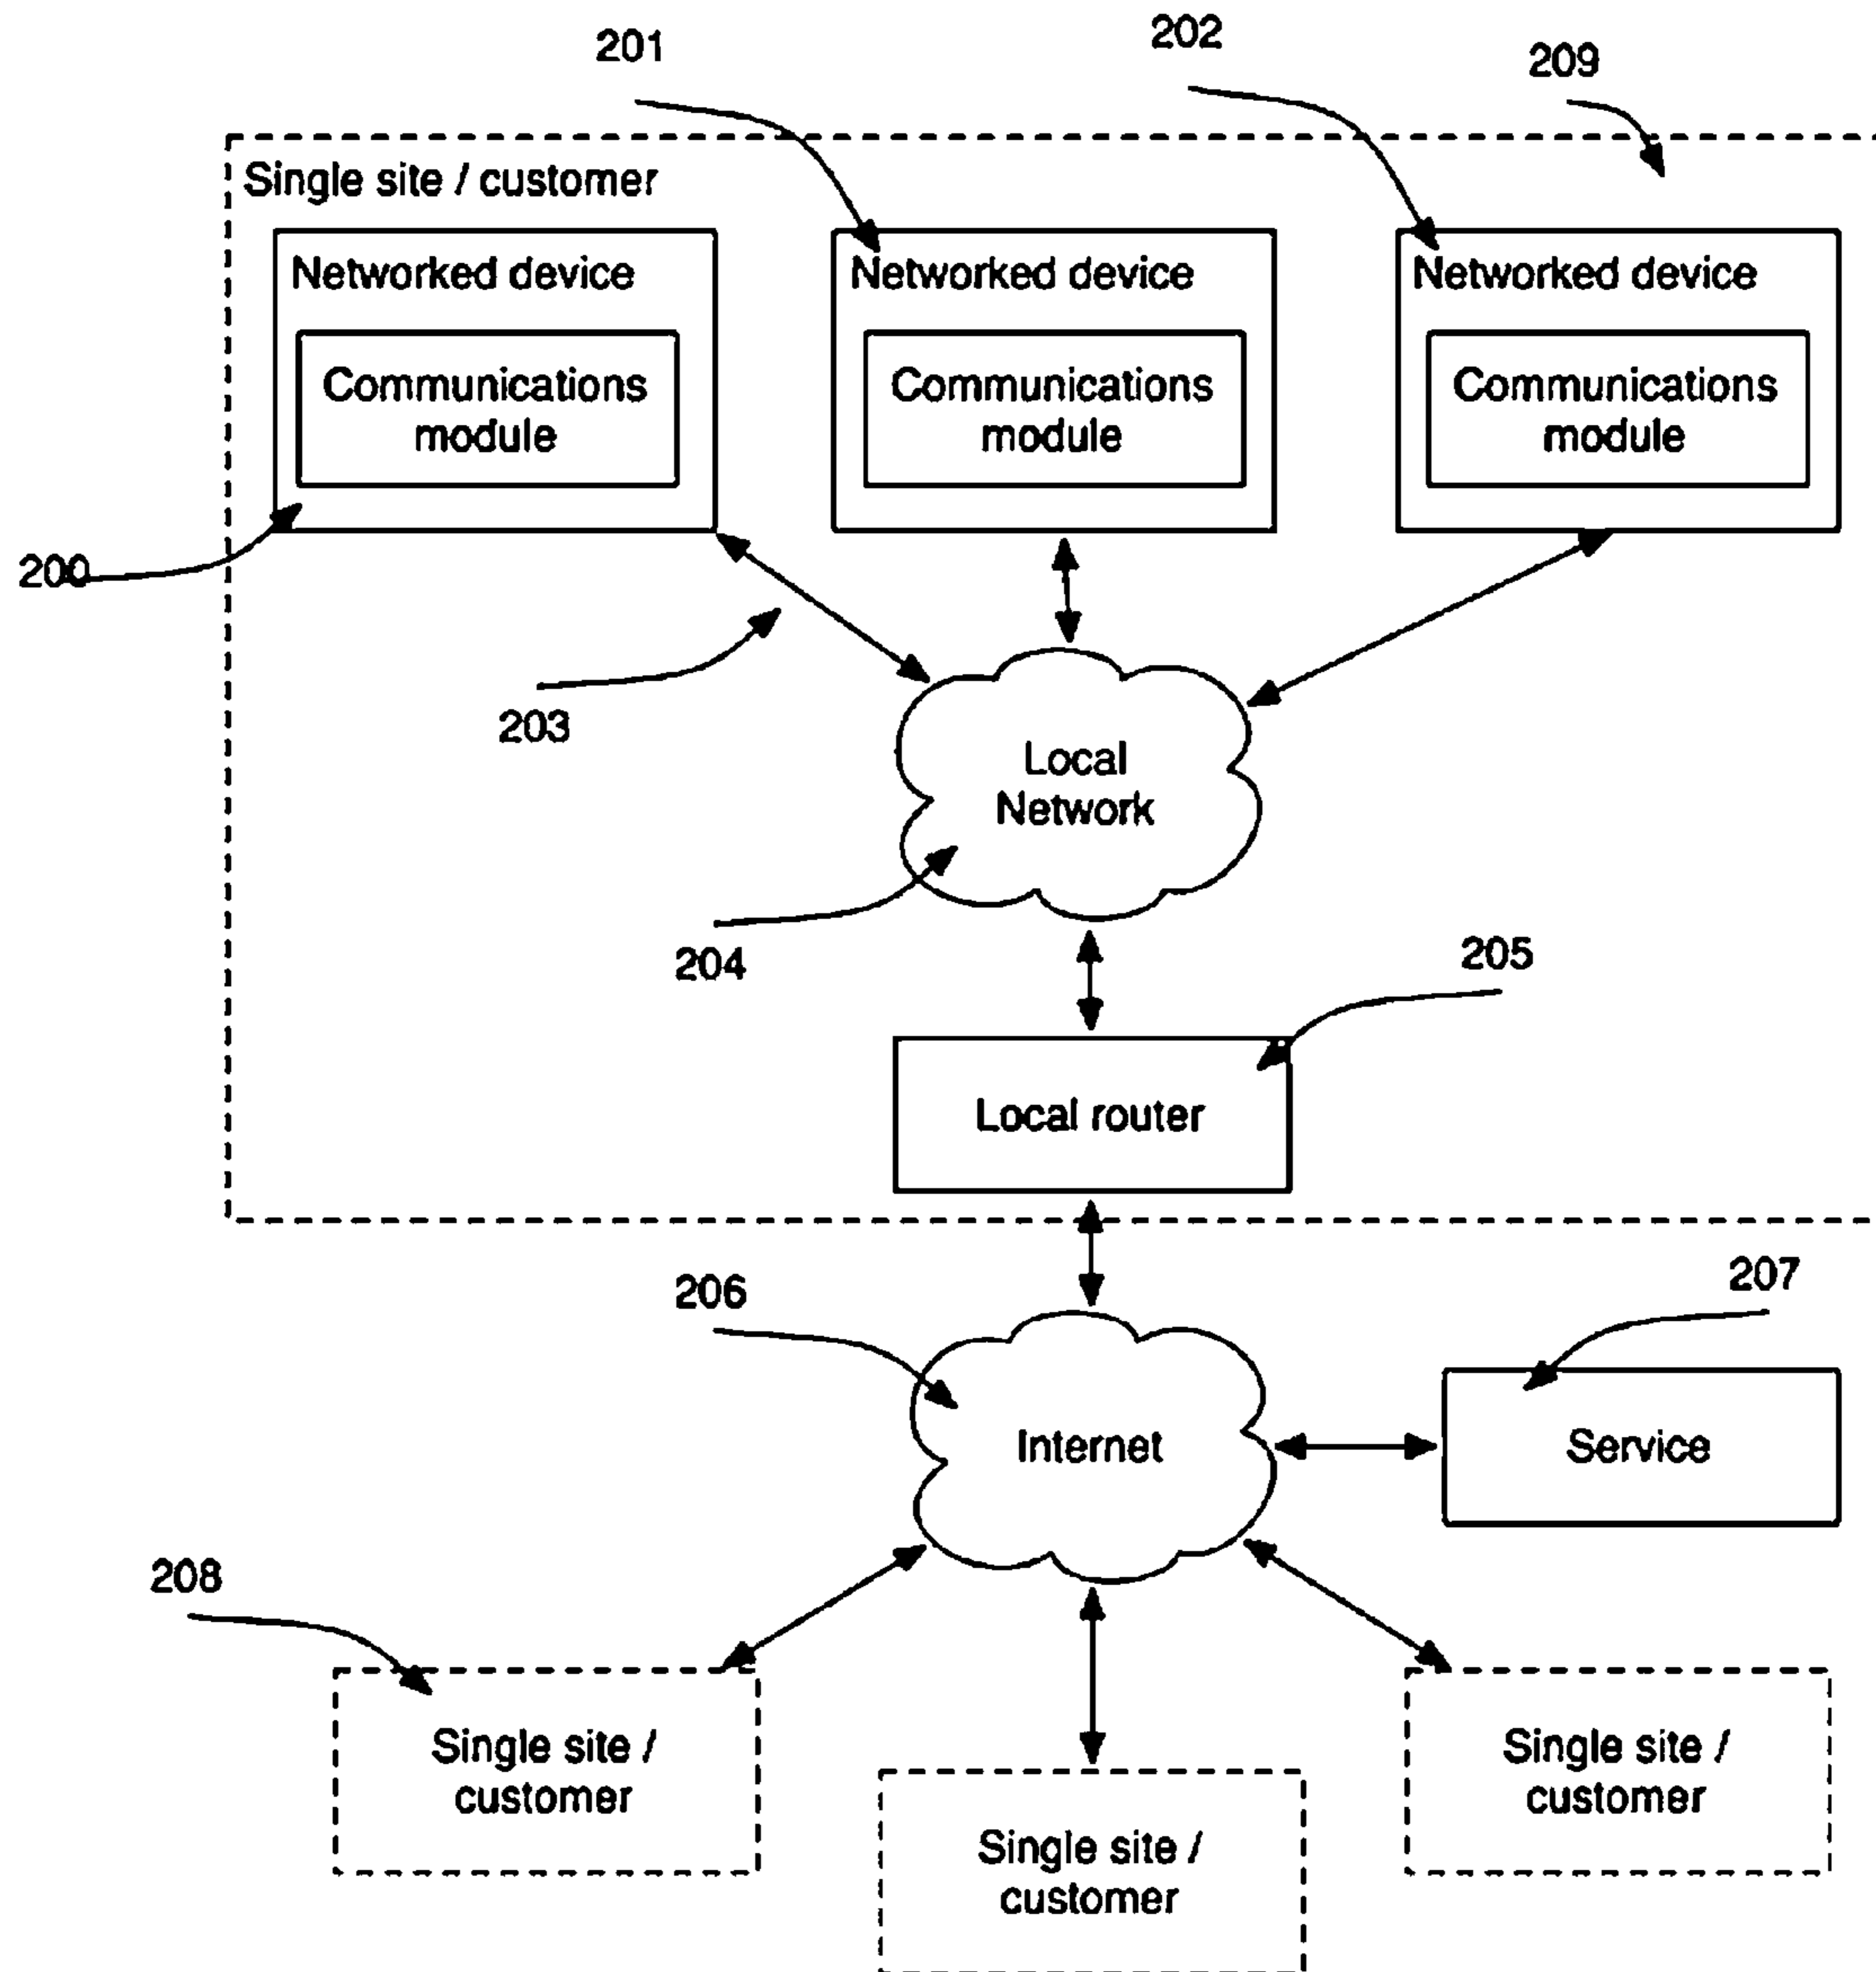 201
202
209
Single site / customer
Networked device
Networked device
Networked device
Communications
module
Communications
module
Communications
module
200
203
Local
Network
204
205
Local router
206
207
Internet
Service
208
Single site /
customer
Single site /
customer
Single site /
customer